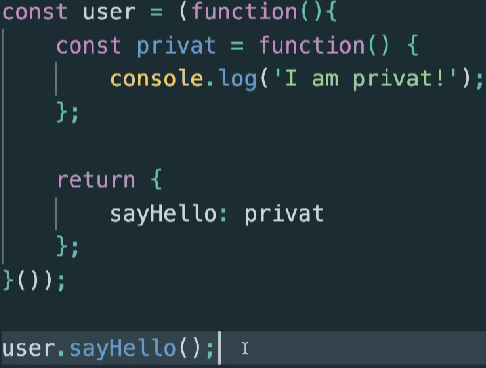 const user = (function(){
    const privat = function() {
        console.log('I am privat!');
    };

    return {
        sayHello: privat
    };
}());

user.sayHello();